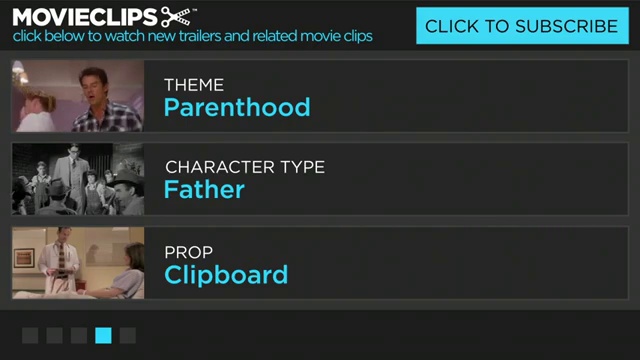 MOVIECLIPS™
click below to watch new trailers and related movie clips
CLICK TO SUBSCRIBE
THEME
Parenthood
CHARACTER TYPE
Father
PROP
Clipboard